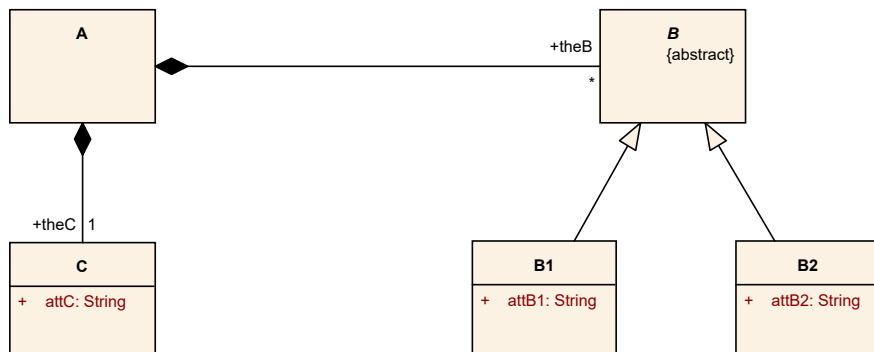 A
B
{abstract}
+theB
*
+theC
1
C
+ attC: String
B1
+ attB1: String
B2
+ attB2: String